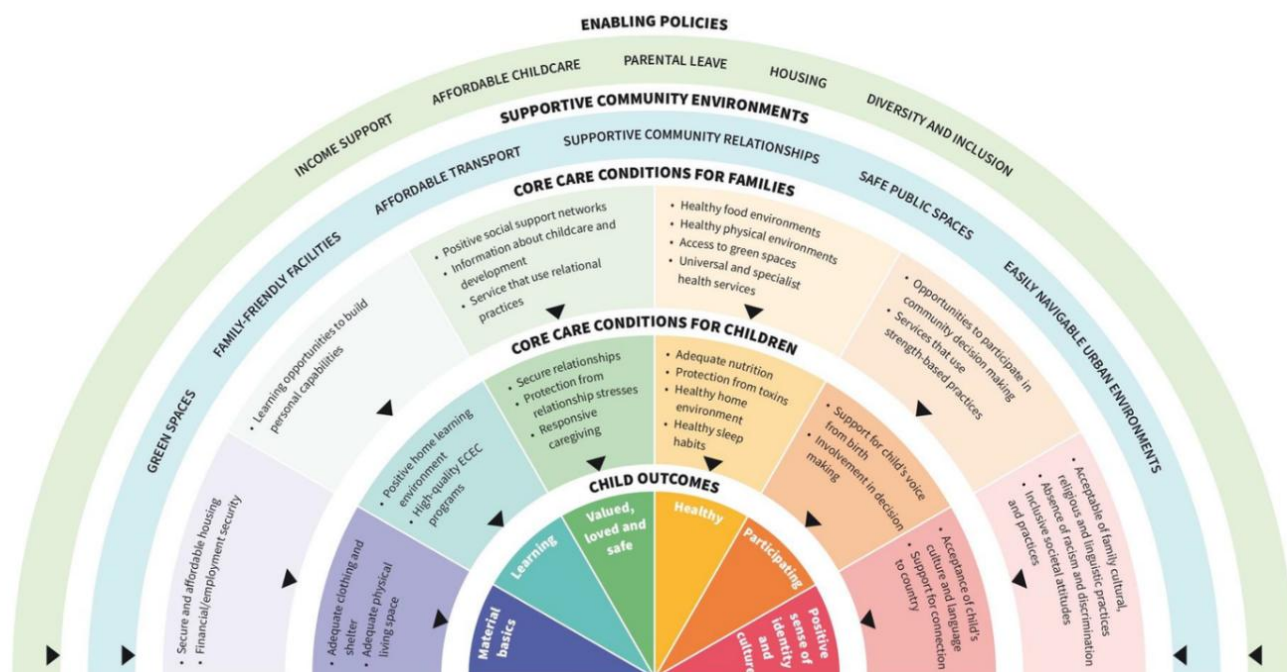 ENABLING POLICIES
INCOME SUPPORT
AFFORDABLE CHILDCARE
PARENTAL LEAVE
HOUSING
DIVERSITY AND INCLUSION
SUPPORTIVE COMMUNITY ENVIRONMENTS
GREEN SPACES
FAMILY-FRIENDLY FACILITIES
AFFORDABLE TRANSPORT
SUPPORTIVE COMMUNITY RELATIONSHIPS
SAFE PUBLIC SPACES
EASILY NAVIGABLE URBAN ENVIRONMENTS
CORE CARE CONDITIONS FOR FAMILIES
• Secure and affordable housing
• Financial/employment security
• Learning opportunities to build
personal capabilities
• Positive social support networks
• Information about childcare and
development
• Service that use relational
practices
• Healthy food environments
• Healthy physical environments
• Access to green spaces
• Universal and specialist
health services
• Opportunities to participate in
community decision making
• Services that use
strength-based practices
• Acceptable of family cultural,
religious and linguistic practices
• Absence of racism and discrimination
• Inclusive societal attitudes
and practices
CORE CARE CONDITIONS FOR CHILDREN
• Adequate clothing and
shelter
• Adequate physical
living space
• Positive home learning
environment
• High-quality ECEC
programs
• Secure relationships
• Protection from
relationship stresses
• Responsive
caregiving
• Adequate nutrition
• Protection from toxins
• Healthy home
environment
• Healthy sleep
habits
• Support for child's voice
from birth
• Involvement in decision
making
• Acceptance of child's
culture and language
• Support for connection
to country
CHILD OUTCOMES
Material
basics
Learning
Valued,
loved and
safe
Healthy
Participating
Positive
sense of
identity
and
culture